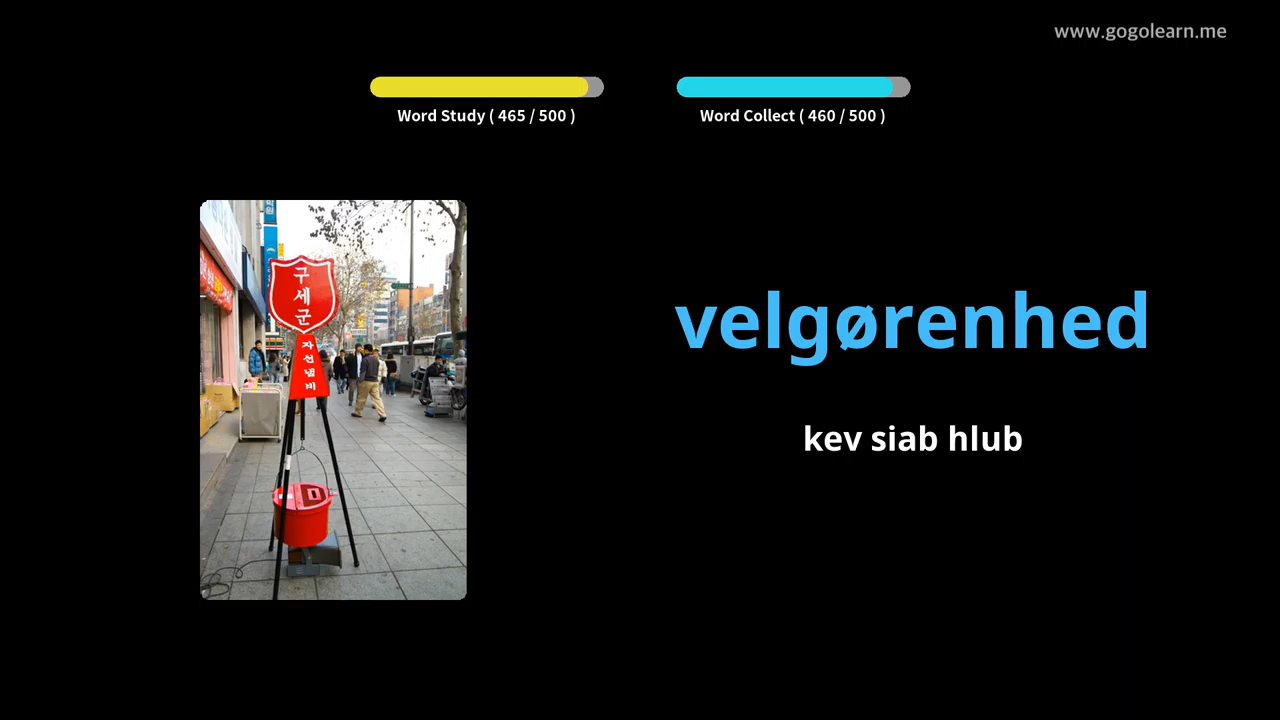 www.gogolearn.me
Word Study ( 465 / 500 )
Word Collect ( 460 / 500 )
구
세
군
자
선
냄
비
velgørenhed
kev siab hlub